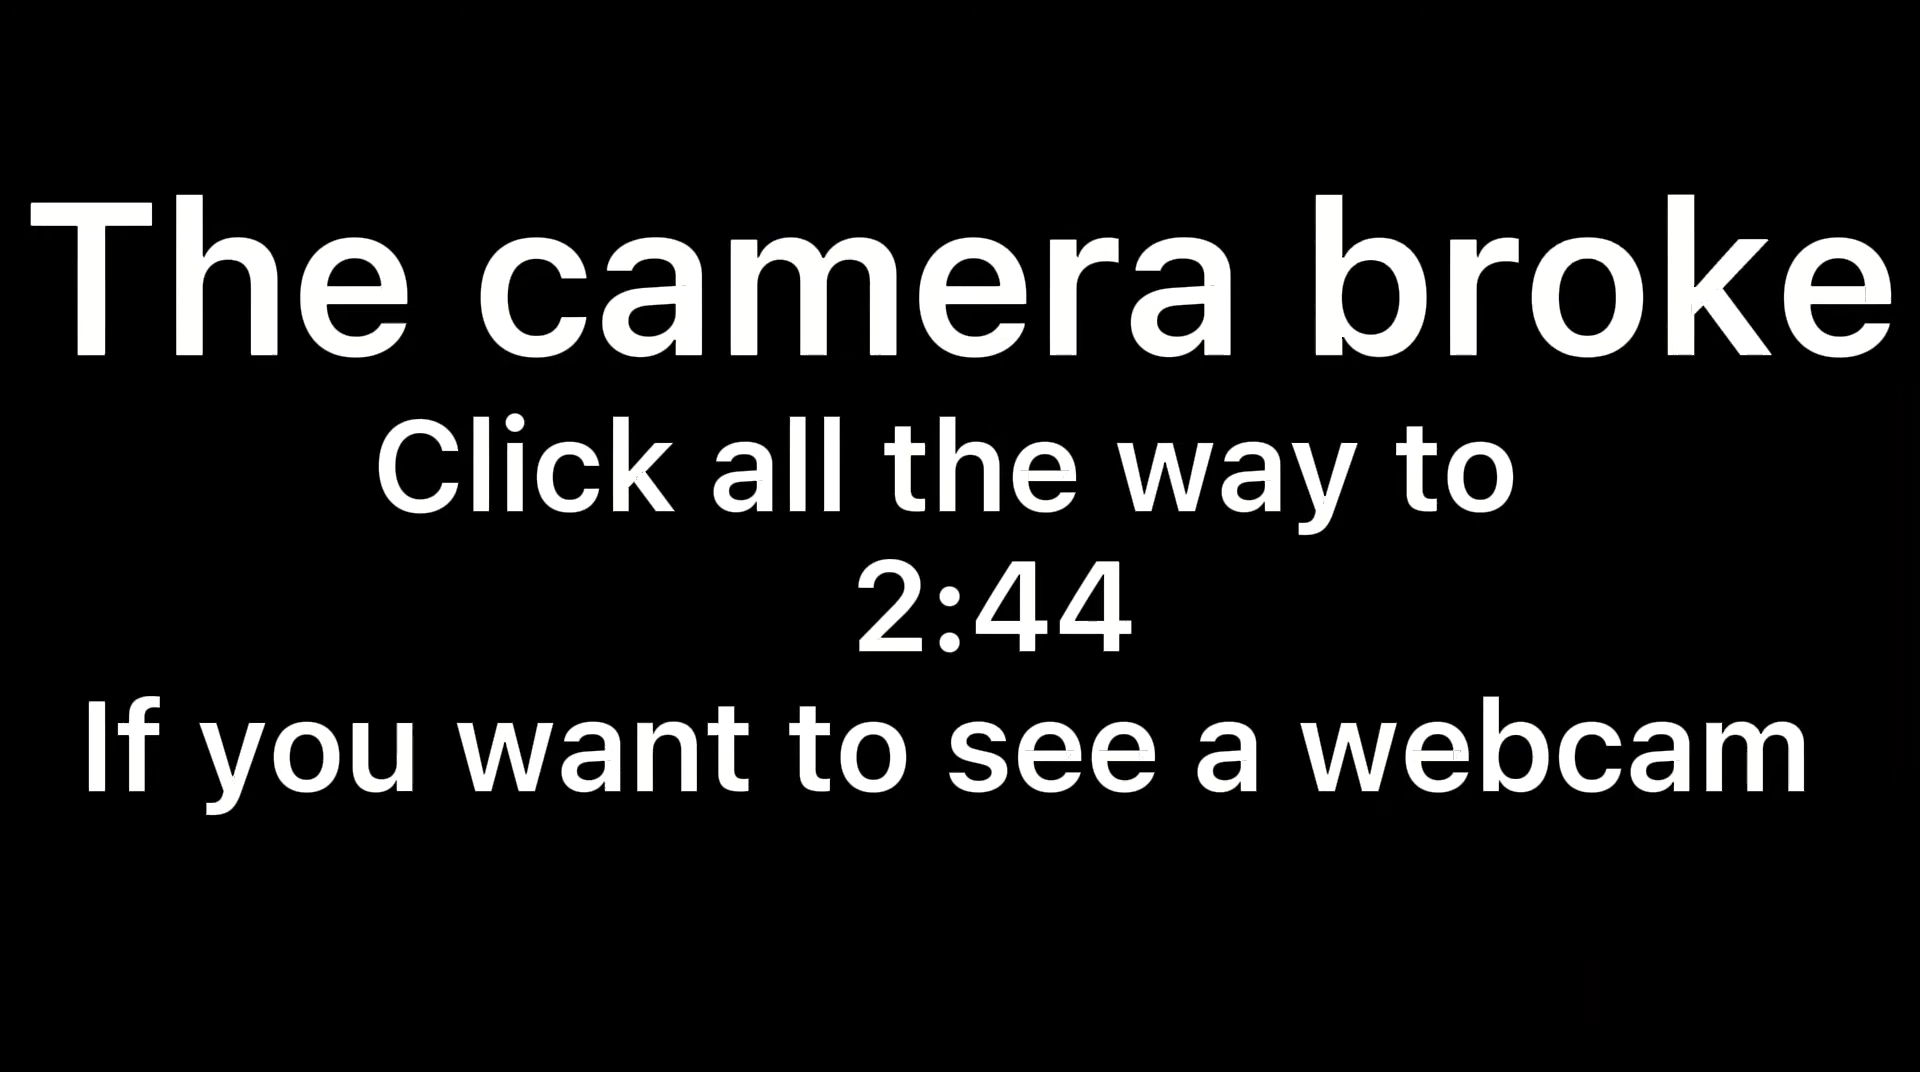 The camera broke
Click all the way to
2:44
If you want to see a webcam